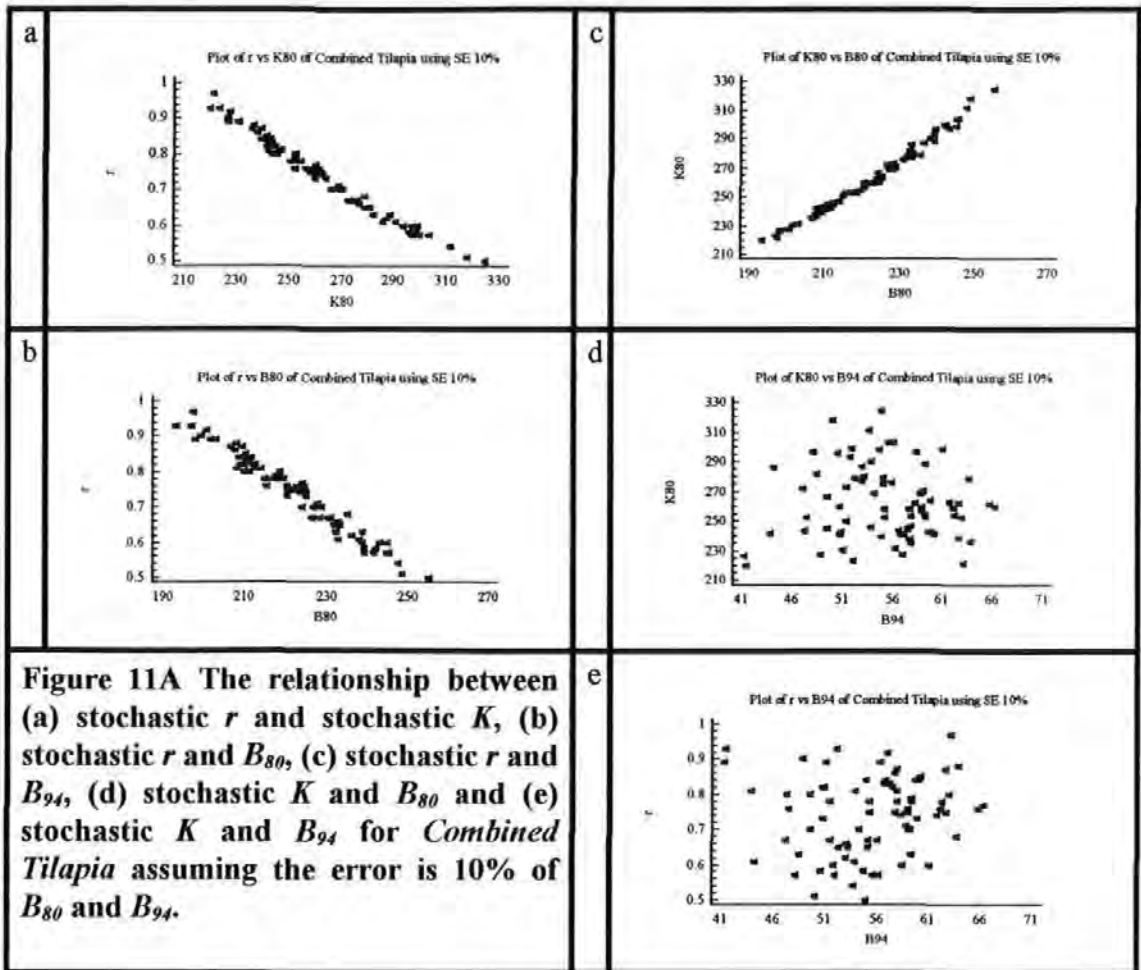 a
Plot of r vs K80 of Combined Tilapia using SE 10%
1
0.9
0.8
0.7
0.6
0.5
r
210 230 250 270 290 310 330
K80
c
Plot of K80 vs B80 of Combined Tilapia using SE 10%
330
310
290
270
250
230
210
K80
190 210 230 250 270
B80
b
Plot of r vs B80 of Combined Tilapia using SE 10%
1
0.9
0.8
0.7
0.6
0.5
r
190 210 230 250 270
B80
d
Plot of K80 vs B94 of Combined Tilapia using SE 10%
330
310
290
270
250
230
210
K80
41 46 51 56 61 66 71
B94
Figure 11A The relationship between
(a) stochastic r and stochastic K, (b)
stochastic r and B80, (c) stochastic r and
B94, (d) stochastic K and B80 and (e)
stochastic K and B94 for Combined
Tilapia assuming the error is 10% of
B80 and B94.
e
Plot of r vs B94 of Combined Tilapia using SE 10%
1
0.9
0.8
0.7
0.6
0.5
r
41 46 51 56 61 66 71
B94